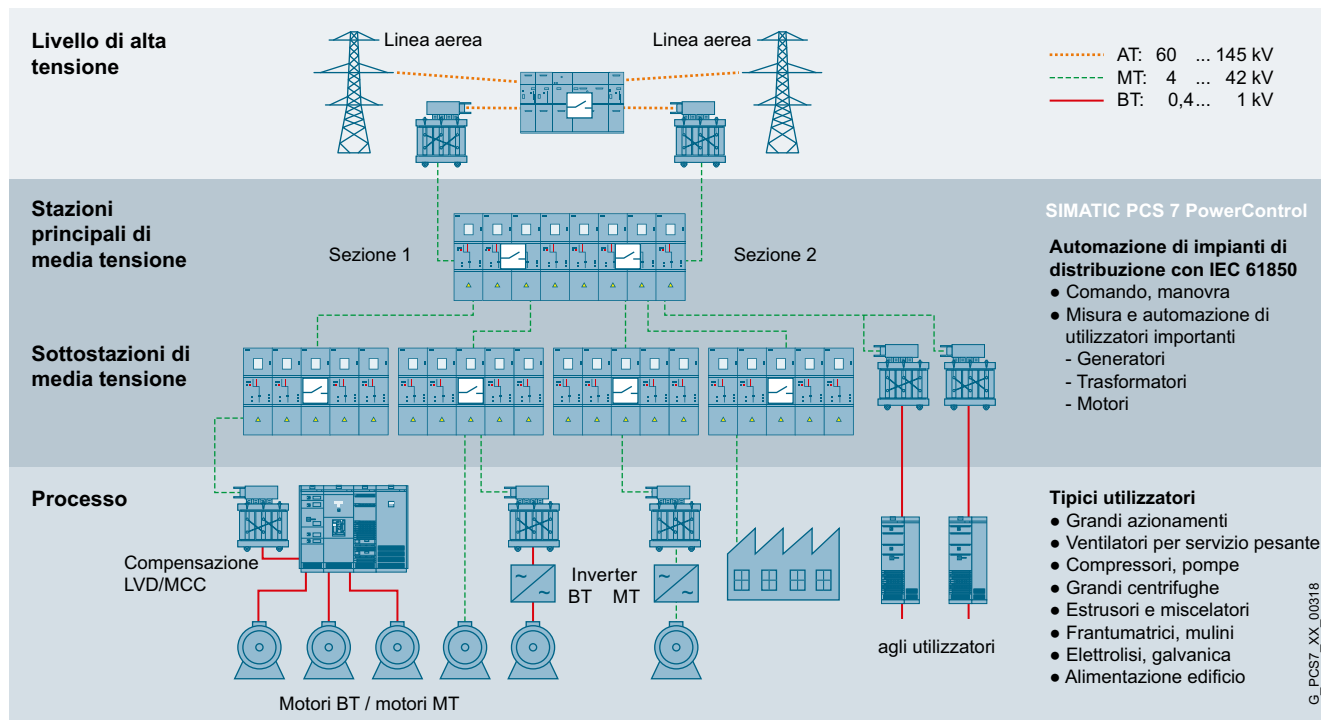 Livello di alta
tensione
Linea aerea
Linea aerea
AT: 60 ... 145 kV
MT: 4 ... 42 kV
BT: 0,4... 1 kV
Stazioni
principali di
media tensione
Sezione 1
Sezione 2
SIMATIC PCS 7 PowerControl
Automazione di impianti di
distribuzione con IEC 61850
● Comando, manovra
● Misura e automazione di
utilizzatori importanti
- Generatori
- Trasformatori
- Motori
Sottostazioni di
media tensione
Processo
Compensazione
LVD/MCC
Inverter
BT MT
Motori BT / motori MT
agli utilizzatori
Tipici utilizzatori
● Grandi azionamenti
● Ventilatori per servizio pesante
● Compressori, pompe
● Grandi centrifughe
● Estrusori e miscelatori
● Frantumatrici, mulini
● Elettrolisi, galvanica
● Alimentazione edificio
G_PCS7_XX_00318